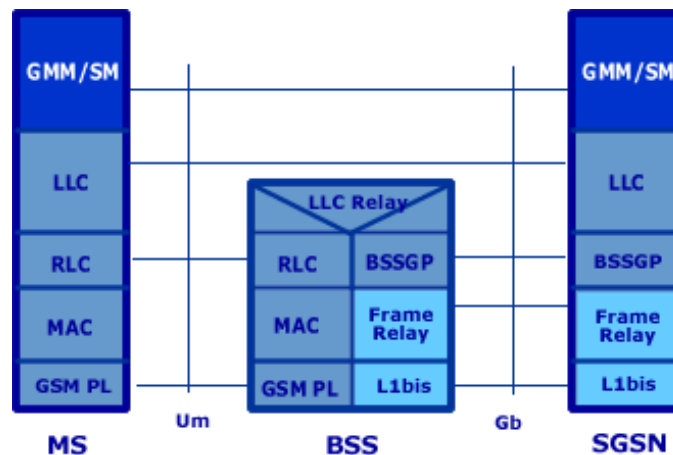 GMM/SM
GMM/SM
LLC
LLC Relay
LLC
RLC
RLC
BSSGP
BSSGP
MAC
MAC
Frame
Relay
Frame
Relay
GSM PL
GSM PL
L1bis
L1bis
Um
Gb
MS
BSS
SGSN